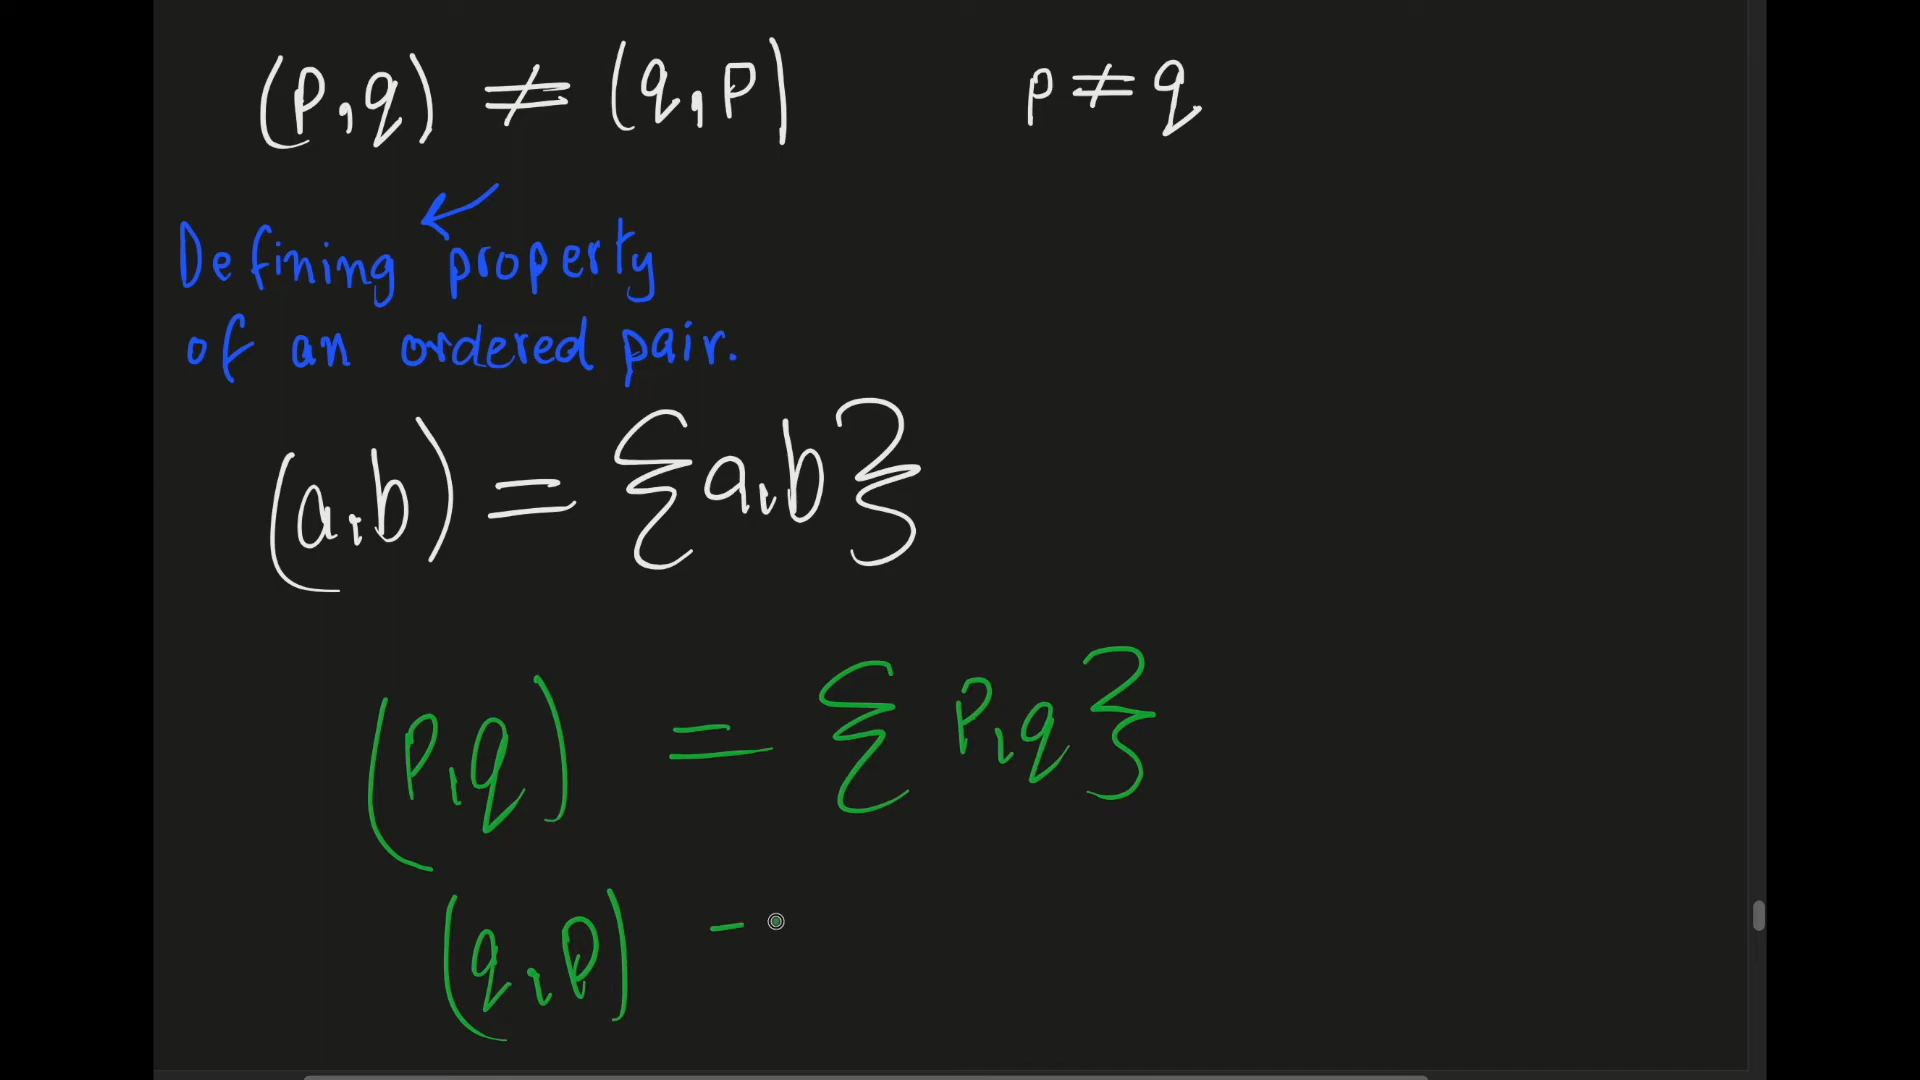 (p,q) ≠ (q,p) p ≠ q
Defining property
of an ordered pair.
(a,b) = {a,b}
(p,q) = {p,q}
(q,p) -